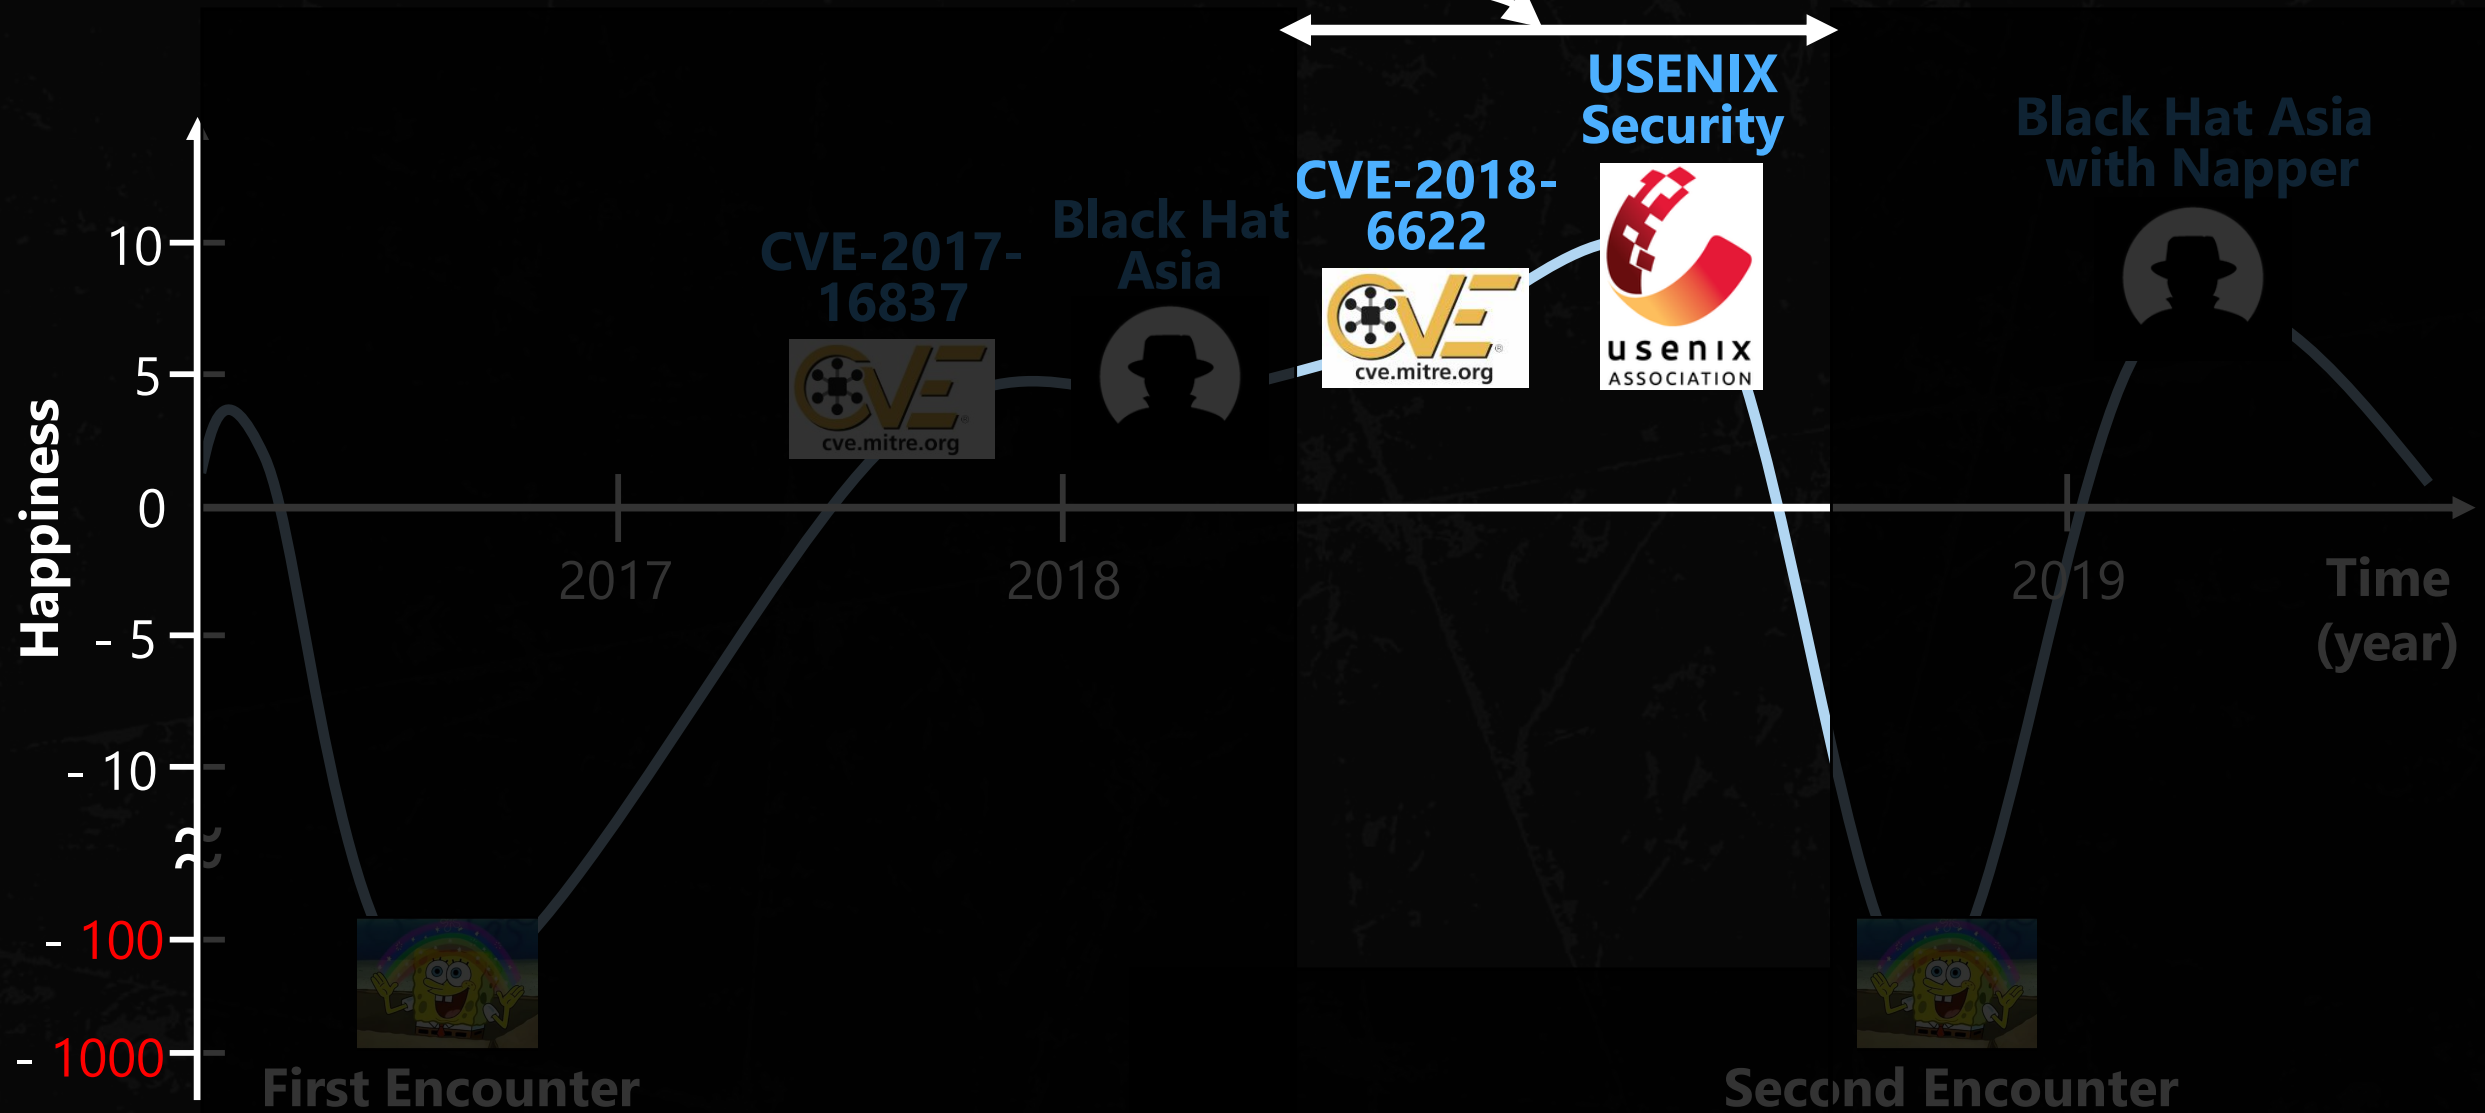 USENIX
Security
Black Hat Asia
with Napper
CVE-2018-
6622
Black Hat
Asia
CVE-2017-
16837
usenix
ASSOCIATION
CVE
cve.mitre.org
CVE
cve.mitre.org
Happiness
10
5
0
- 5
- 10
- 100
- 1000
2017
2018
2019
Time
(year)
First Encounter
Second Encounter